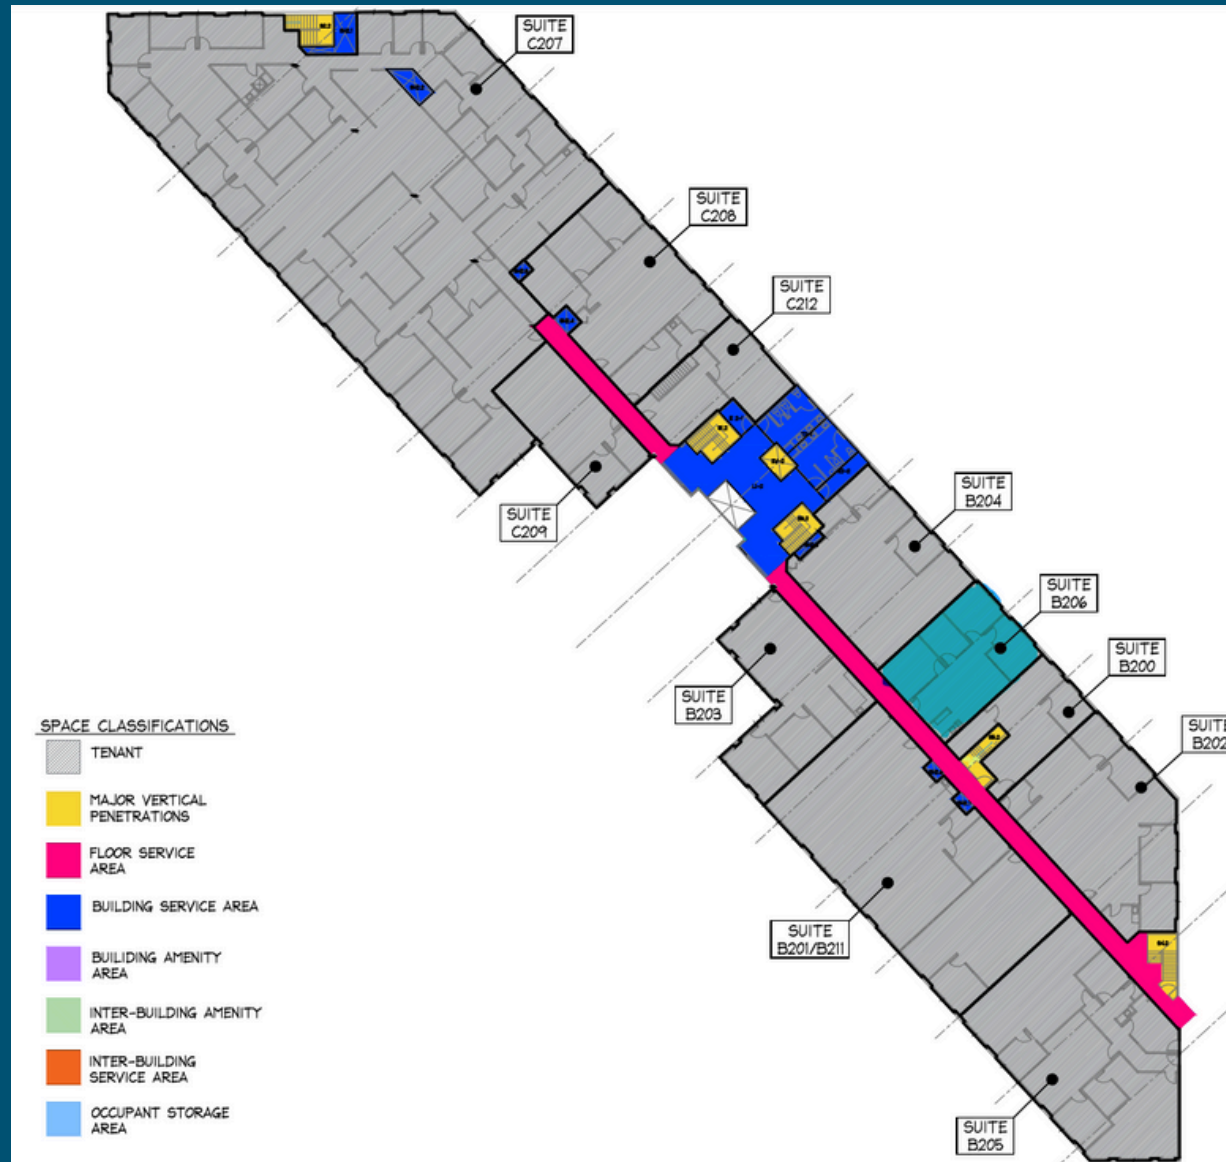 SUITE
C207
SUITE
C208
SUITE
C212
SUITE
C209
SUITE
B204
SUITE
B206
SUITE
B200
SUITE
B203
SUITE
B202
SUITE
B201/B211
SUITE
B205
SPACE CLASSIFICATIONS
TENANT
MAJOR VERTICAL
PENETRATIONS
FLOOR SERVICE
AREA
BUILDING SERVICE AREA
BUILIDING AMENITY
AREA
INTER-BUILDING AMENITY
AREA
INTER-BUILDING
SERVICE AREA
OCCUPANT STORAGE
AREA